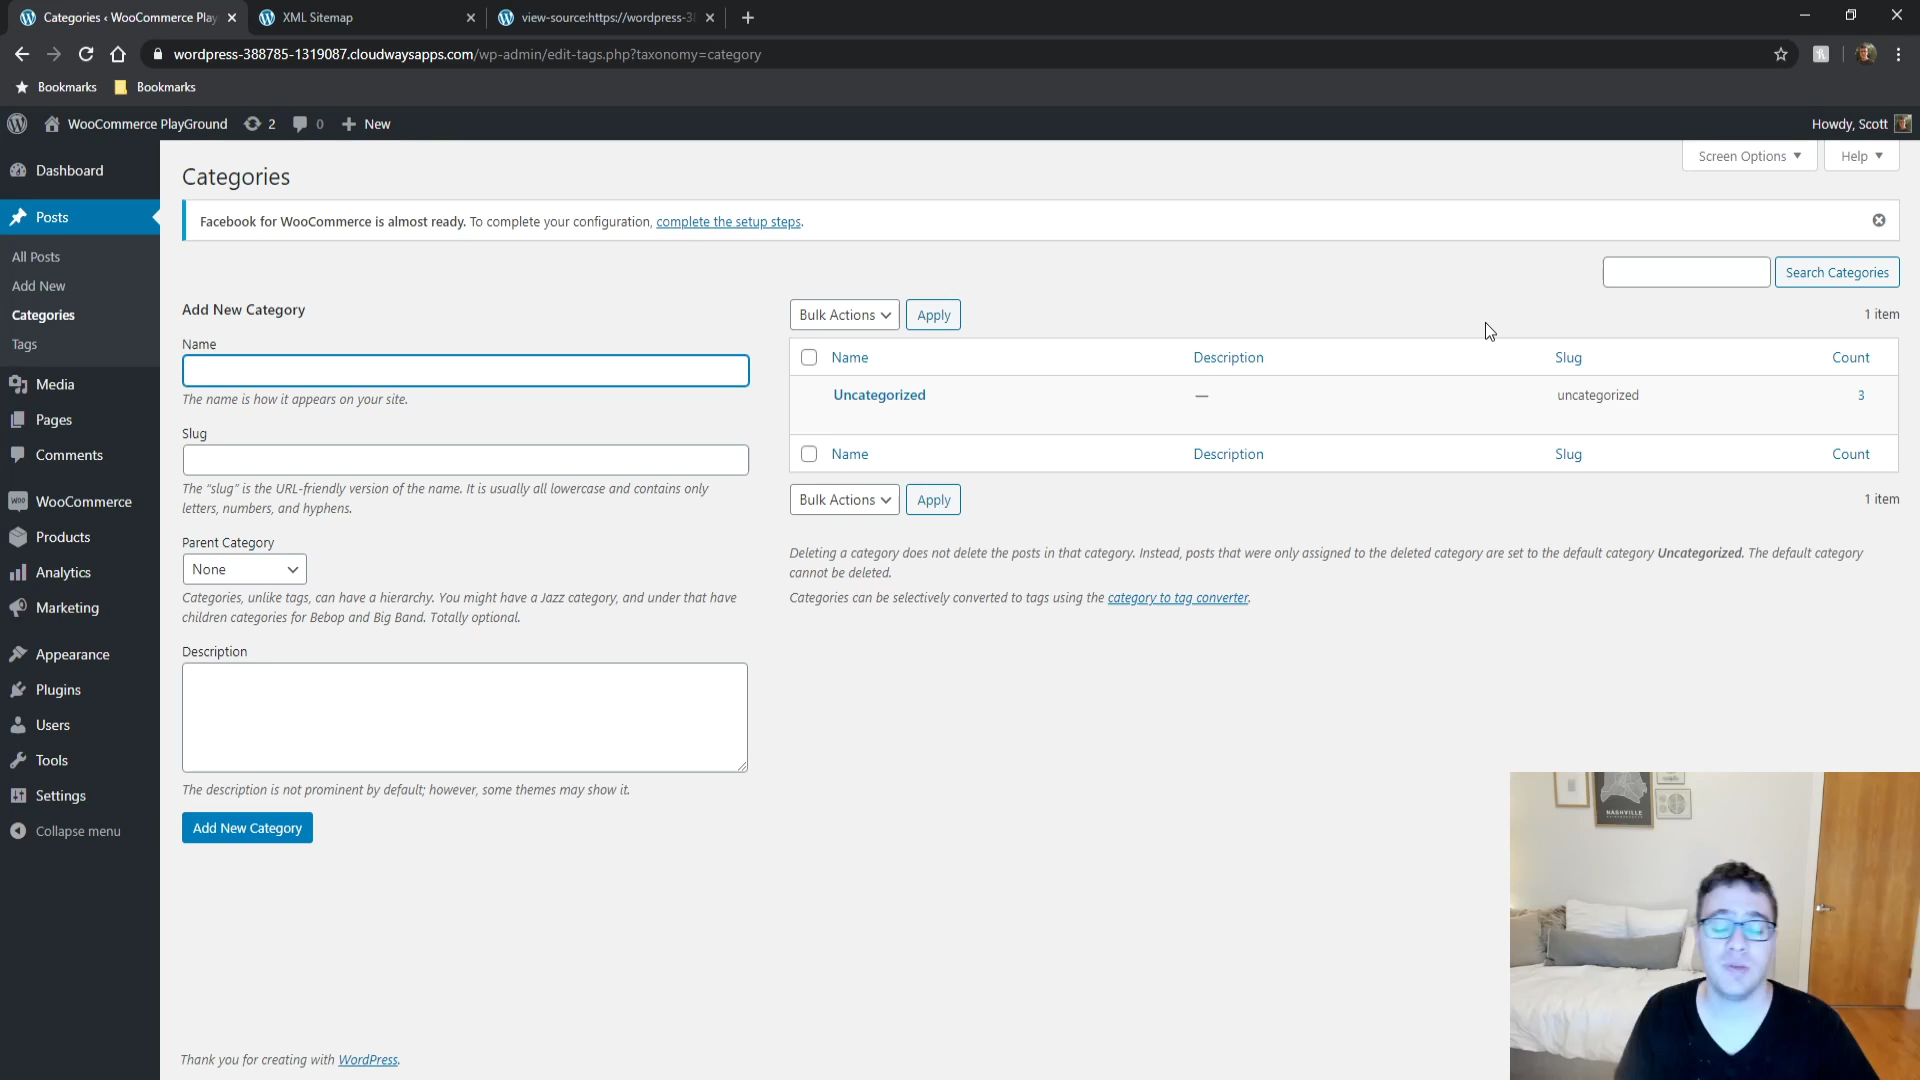 Categories ‹ WooCommerce Play
XML Sitemap
view-source:https://wordpress-3
wordpress-388785-1319087.cloudwaysapps.com/wp-admin/edit-tags.php?taxonomy=category
Bookmarks
Bookmarks
WooCommerce PlayGround
2
0
New
Howdy, Scott
Dashboard
Posts
All Posts
Add New
Categories
Tags
Media
Pages
Comments
WooCommerce
Products
Analytics
Marketing
Appearance
Plugins
Users
Tools
Settings
Collapse menu
Screen Options
Help
Categories
Facebook for WooCommerce is almost ready. To complete your configuration, complete the setup steps.
Search Categories
Add New Category
Name
The name is how it appears on your site.
Slug
The “slug” is the URL-friendly version of the name. It is usually all lowercase and contains only
letters, numbers, and hyphens.
Parent Category
None
Categories, unlike tags, can have a hierarchy. You might have a Jazz category, and under that have
children categories for Bebop and Big Band. Totally optional.
Description
The description is not prominent by default; however, some themes may show it.
Add New Category
Bulk Actions
Apply
1 item
Name Description Slug Count
Uncategorized — uncategorized 3
Name Description Slug Count
Bulk Actions
Apply
1 item
Deleting a category does not delete the posts in that category. Instead, posts that were only assigned to the deleted category are set to the default category Uncategorized. The default category
cannot be deleted.
Categories can be selectively converted to tags using the category to tag converter.
Thank you for creating with WordPress.
NASHVILLE